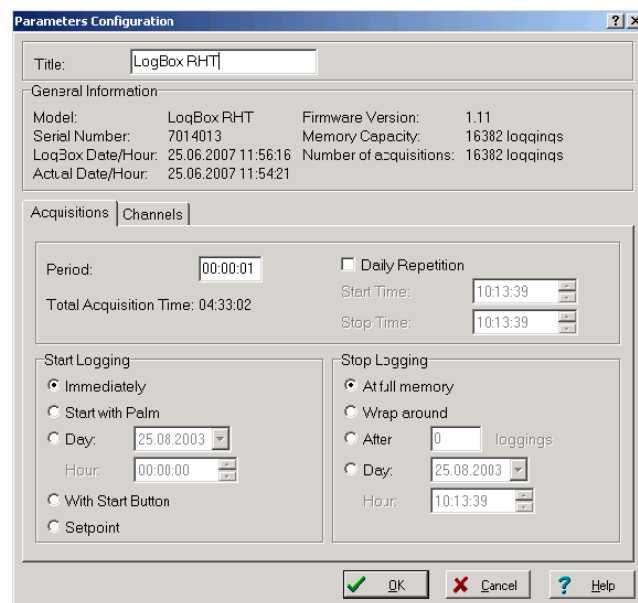 Parameters Configuration
Title: LogBox RHT
General Information
Model: LogBox RHT Firmware Version: 1.11
Serial Number: 7014013 Memory Capacity: 16382 loggings
LogBox Date/Hour: 25.06.2007 11:56:16 Number of acquisitions: 16382 loggings
Actual Date/Hour: 25.06.2007 11:54:21
Acquisitions Channels
Period: 00:00:01 Daily Repetition
Start Time: 10:13:39
Total Acquisition Time: 04:33:02
Stop Time: 10:13:39
Start Logging
Immediately
Start with Palm
Day: 25.08.2003
Hour: 00:00:00
With Start Button
Setpoint
Stop Logging
At full memory
Wrap around
After 0 loggings
Day: 25.08.2003
Hour: 10:13:39
OK Cancel Help